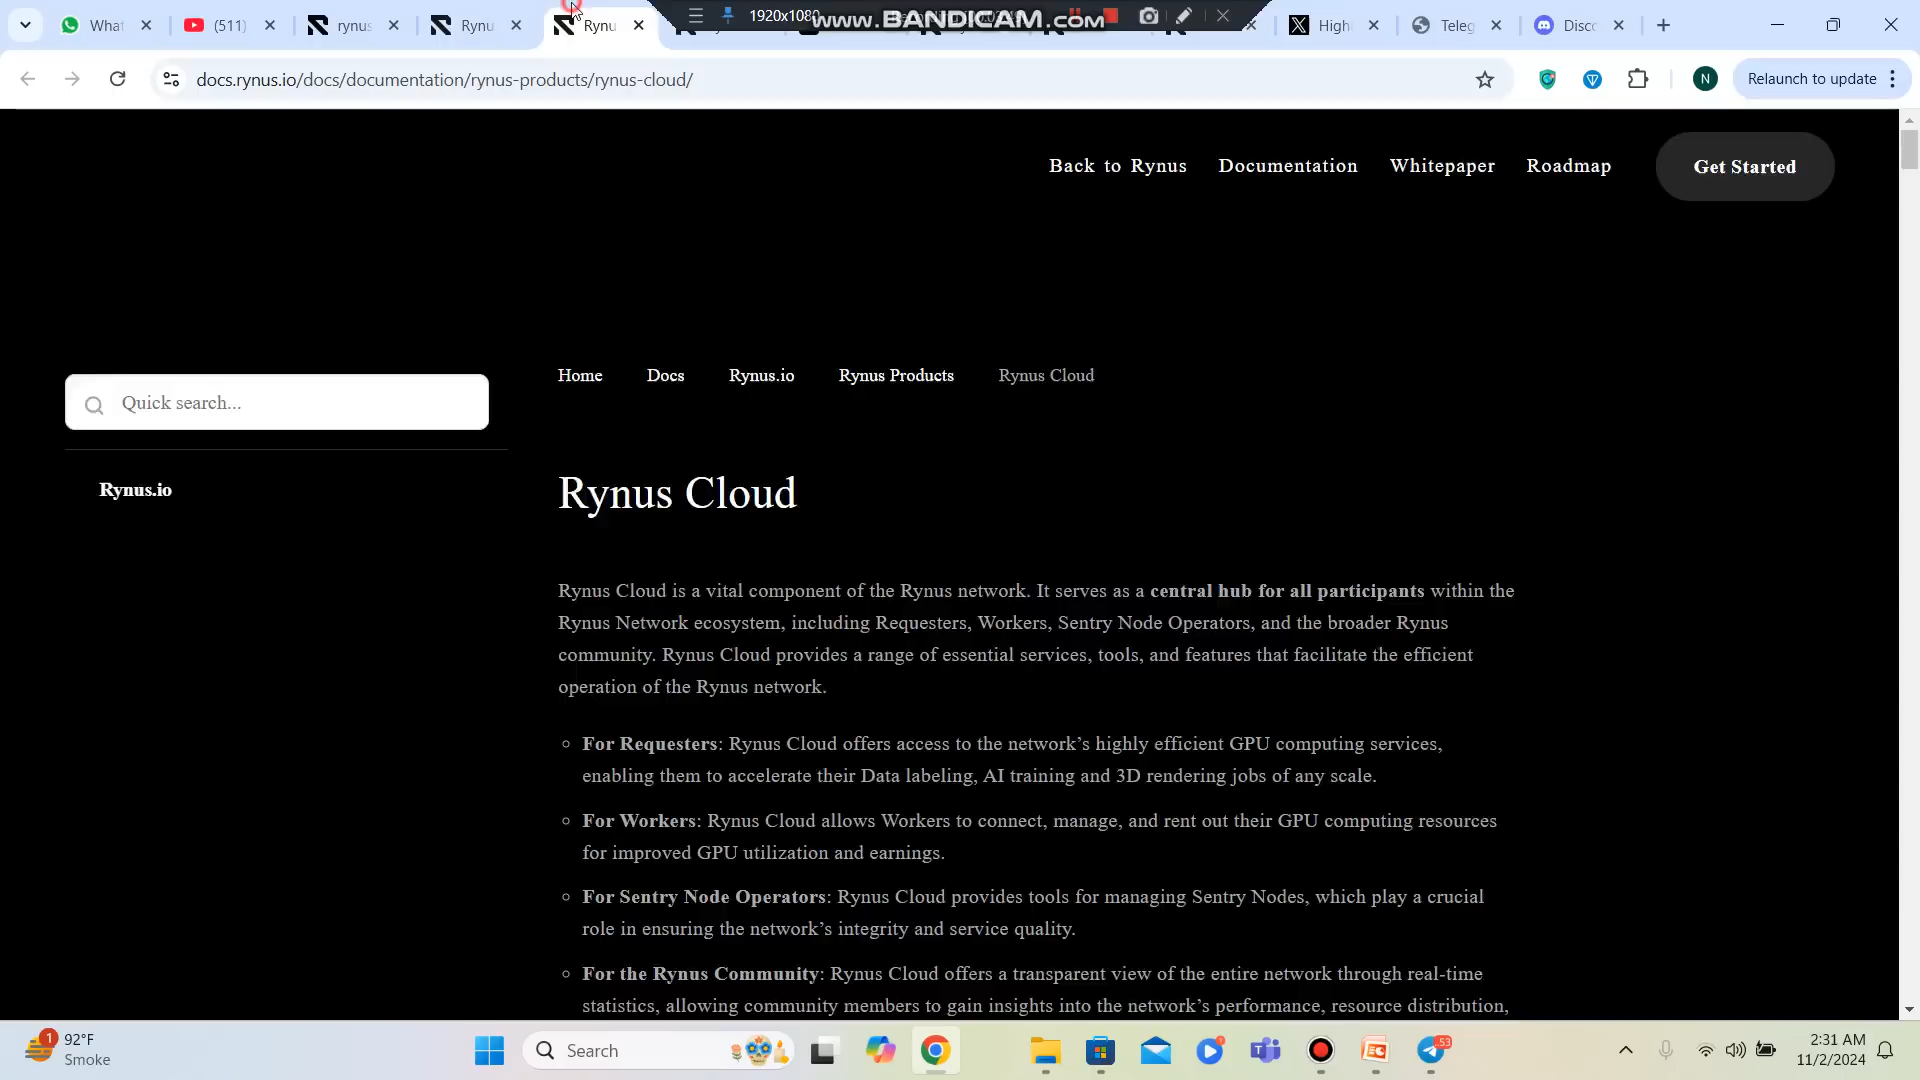 What
(511)
rynus
Rynu
Rynu
1920x1080
www.BANDICAM.com
High
Teleg
Disco
docs.rynus.io/docs/documentation/rynus-products/rynus-cloud/
N
Relaunch to update
Back to Rynus
Documentation
Whitepaper
Roadmap
Get Started
Quick search...
Rynus.io
Home
Docs
Rynus.io
Rynus Products
Rynus Cloud
Rynus Cloud
Rynus Cloud is a vital component of the Rynus network. It serves as a central hub for all participants within the
Rynus Network ecosystem, including Requesters, Workers, Sentry Node Operators, and the broader Rynus
community. Rynus Cloud provides a range of essential services, tools, and features that facilitate the efficient
operation of the Rynus network.
For Requesters: Rynus Cloud offers access to the network’s highly efficient GPU computing services,
enabling them to accelerate their Data labeling, AI training and 3D rendering jobs of any scale.
For Workers: Rynus Cloud allows Workers to connect, manage, and rent out their GPU computing resources
for improved GPU utilization and earnings.
For Sentry Node Operators: Rynus Cloud provides tools for managing Sentry Nodes, which play a crucial
role in ensuring the network’s integrity and service quality.
For the Rynus Community: Rynus Cloud offers a transparent view of the entire network through real-time
statistics, allowing community members to gain insights into the network’s performance, resource distribution,
1
92°F
Smoke
Search
53
2:31 AM
11/2/2024